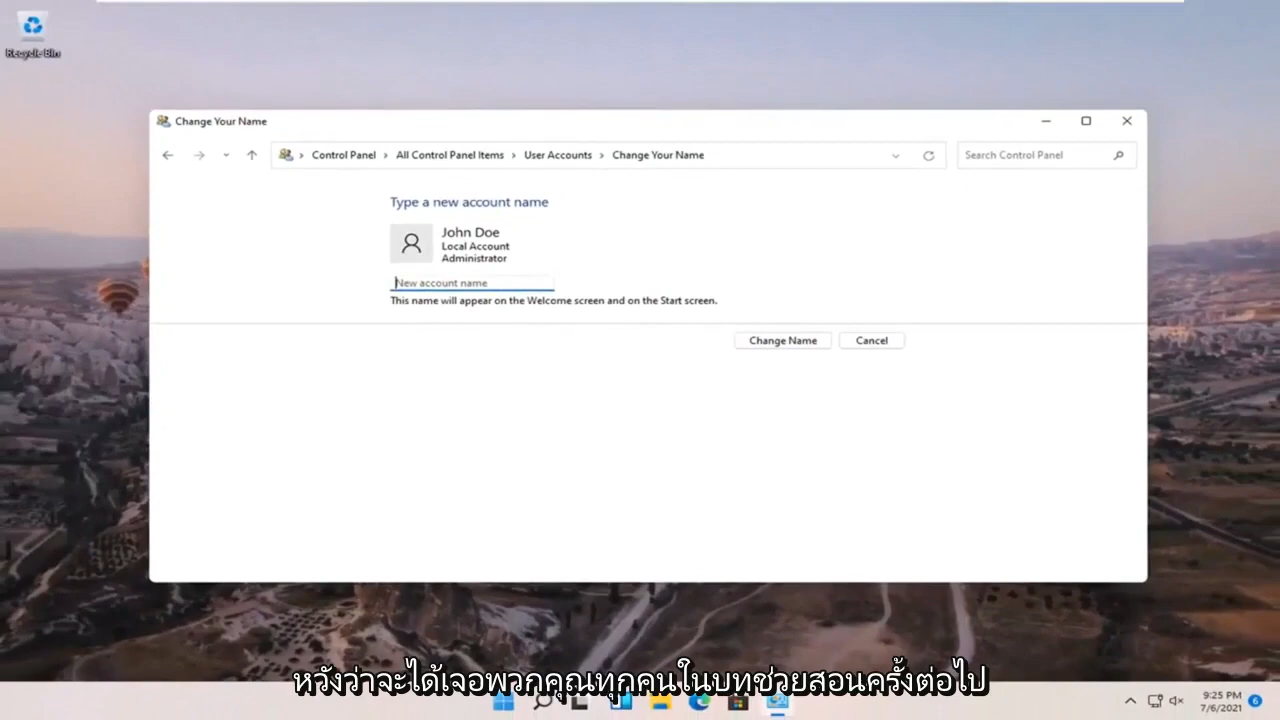 Recycle Bin
Change Your Name
Control Panel › All Control Panel Items › User Accounts › Change Your Name
Search Control Panel
Type a new account name
John Doe
Local Account
Administrator
New account name
This name will appear on the Welcome screen and on the Start screen.
Change Name
Cancel
หวังว่าจะได้เจอพวกคุณทุกคนในบทช่วยสอนครั้งต่อไป
9:25 PM
7/6/2021
6